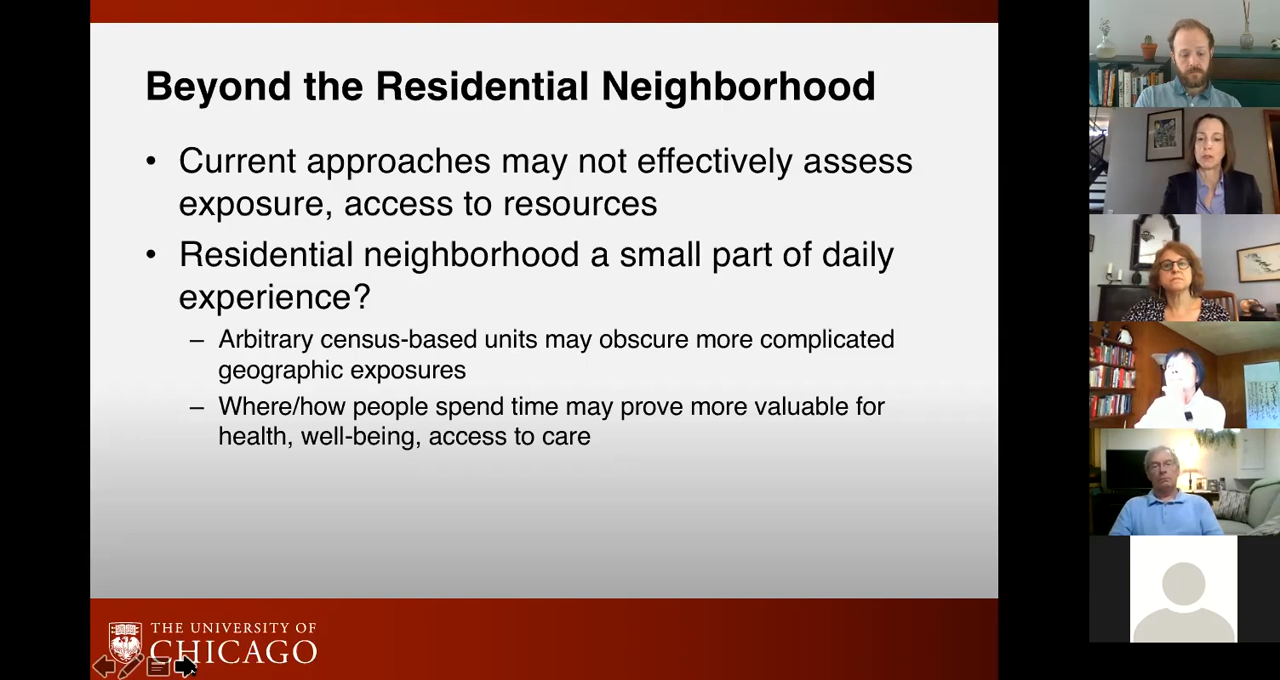 Beyond the Residential Neighborhood
• Current approaches may not effectively assess
exposure, access to resources
• Residential neighborhood a small part of daily
experience?
– Arbitrary census-based units may obscure more complicated
geographic exposures
– Where/how people spend time may prove more valuable for
health, well-being, access to care
THE UNIVERSITY OF
CHICAGO